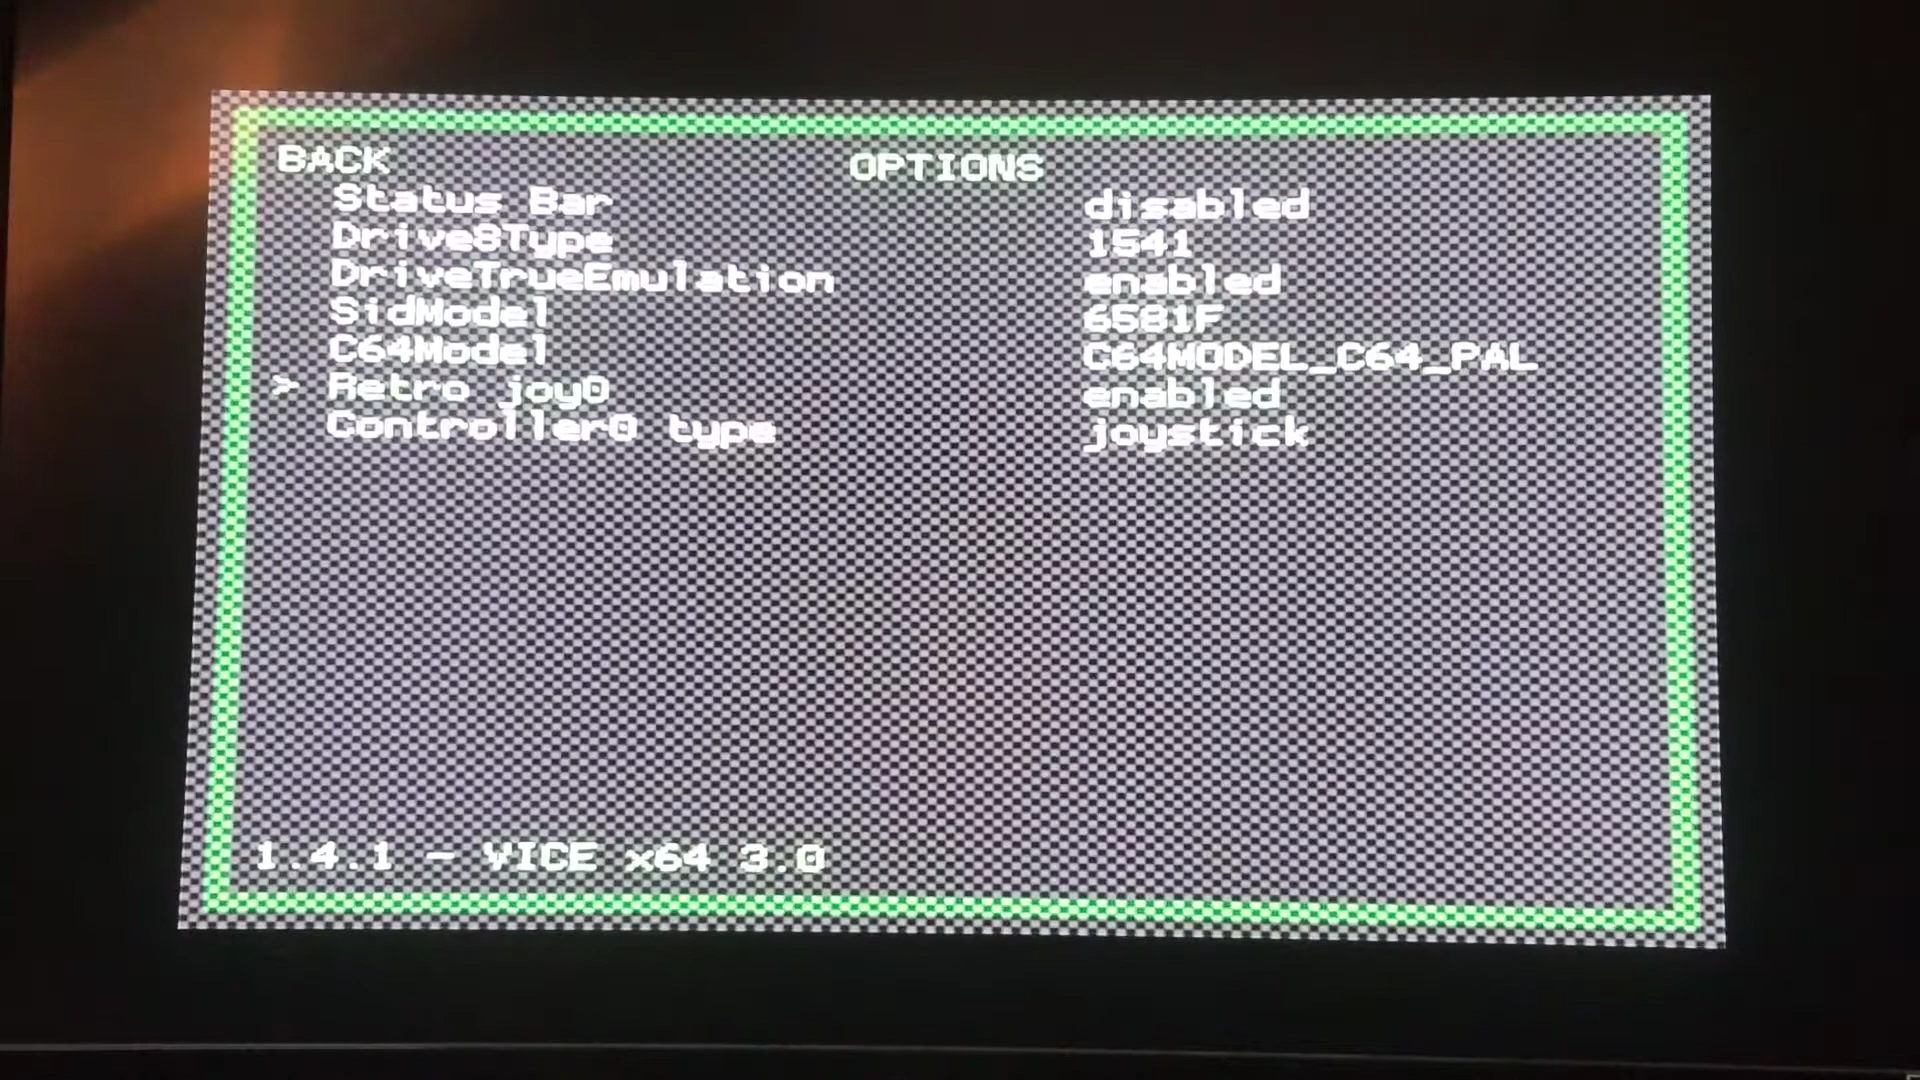 BACK OPTIONS
Status Bar disabled
Drive8Type 1541
DriveTrueEmulation enabled
SidModel 6581F
C64Model C64MODEL_C64_PAL
> Retro joy0 enabled
Controller0 type joystick
1.4.1 - VICE x64 3.0